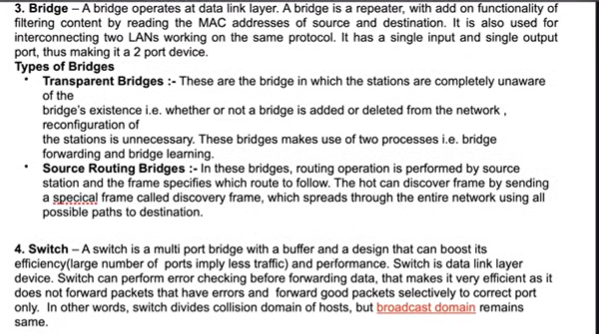 3. Bridge – A bridge operates at data link layer. A bridge is a repeater, with add on functionality of
filtering content by reading the MAC addresses of source and destination. It is also used for
interconnecting two LANs working on the same protocol. It has a single input and single output
port, thus making it a 2 port device.
Types of Bridges
• Transparent Bridges :- These are the bridge in which the stations are completely unaware
of the
bridge's existence i.e. whether or not a bridge is added or deleted from the network ,
reconfiguration of
the stations is unnecessary. These bridges makes use of two processes i.e. bridge
forwarding and bridge learning.
• Source Routing Bridges :- In these bridges, routing operation is performed by source
station and the frame specifies which route to follow. The hot can discover frame by sending
a specical frame called discovery frame, which spreads through the entire network using all
possible paths to destination.
4. Switch – A switch is a multi port bridge with a buffer and a design that can boost its
efficiency(large number of ports imply less traffic) and performance. Switch is data link layer
device. Switch can perform error checking before forwarding data, that makes it very efficient as it
does not forward packets that have errors and forward good packets selectively to correct port
only. In other words, switch divides collision domain of hosts, but broadcast domain remains
same.